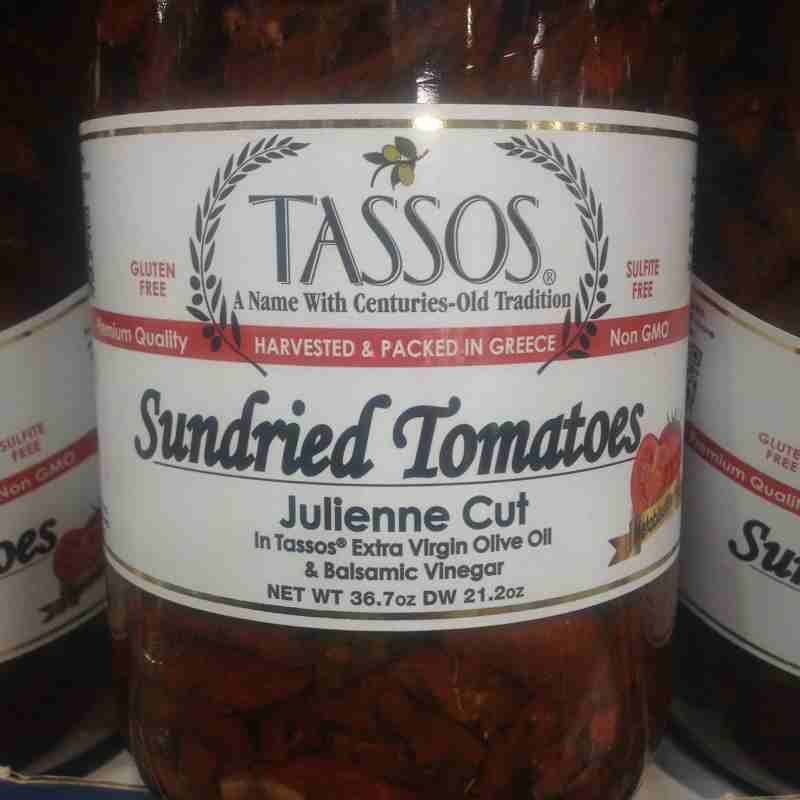 TASSOS®
A Name With Centuries-Old Tradition
GLUTEN
FREE
SULFITE
FREE
Premium Quality
HARVESTED & PACKED IN GREECE
Non GMO
Sundried Tomatoes
Julienne Cut
In Tassos® Extra Virgin Olive Oil
& Balsamic Vinegar
NET WT 36.7oz DW 21.2oz
SULFITE
FREE
Non GMO
oes
GLUTE
FREE
Premium Qualit
Su